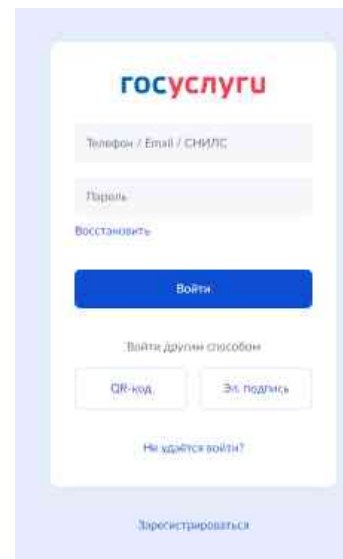 госуслуги
Телефон / Email / СНИЛС
Пароль
Восстановить
Войти
Войти другим способом
QR-код
Эл. подпись
Не удаётся войти?
Зарегистрироваться